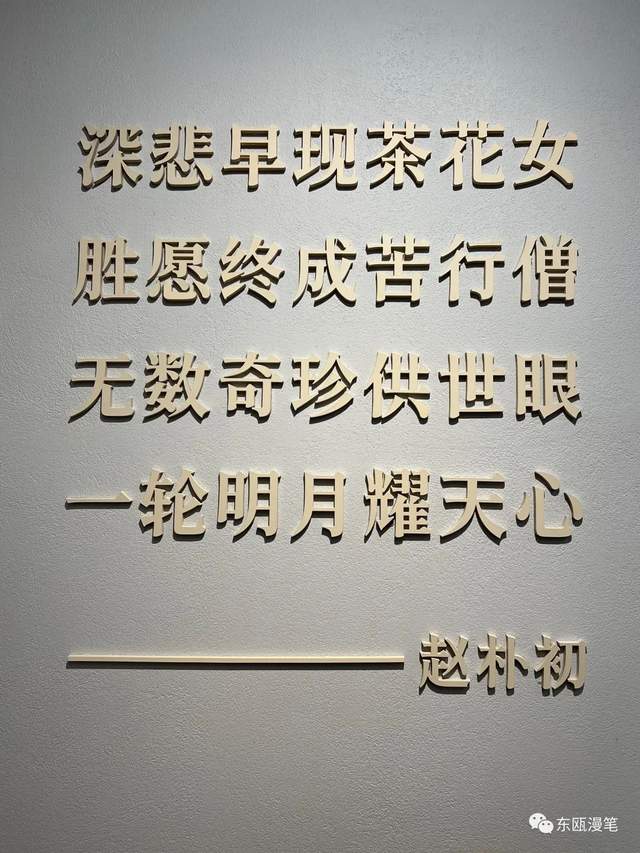 深悲早现茶花女
胜愿终成苦行僧
无数奇珍供世眼
一轮明月耀天心
——赵朴初
东瓯漫笔